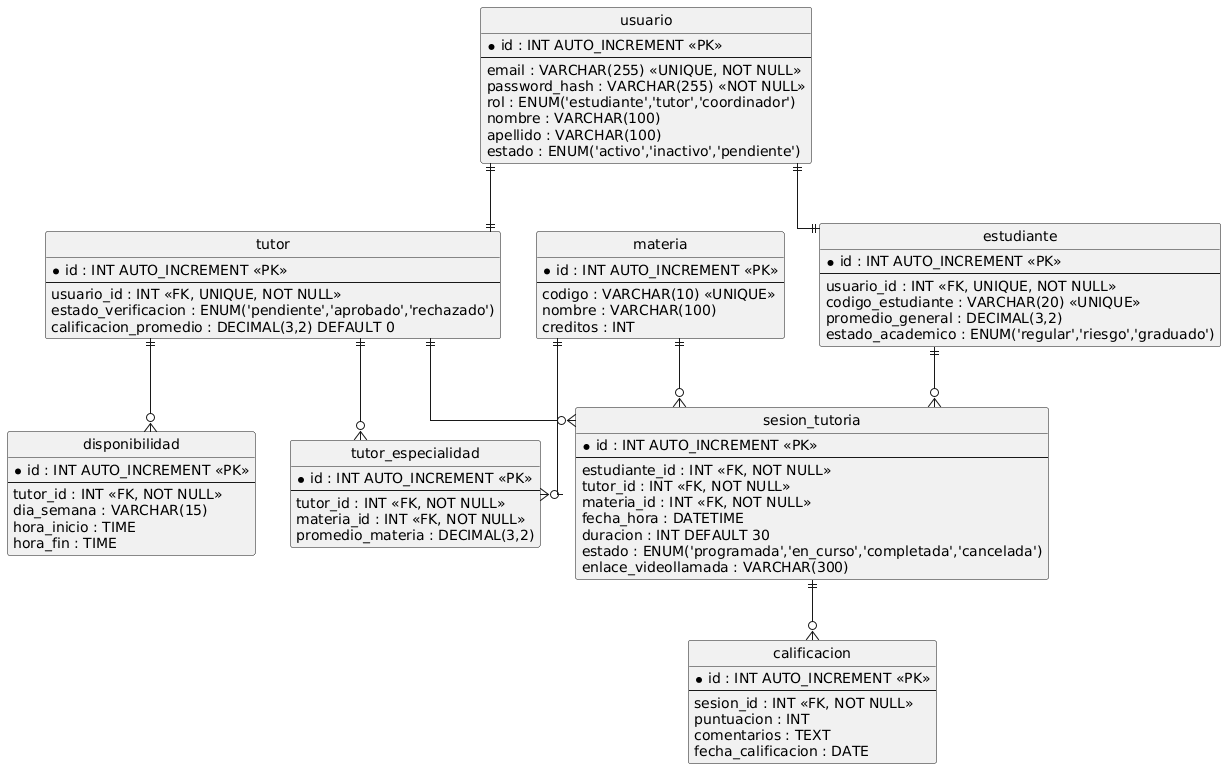 usuario
id : INT AUTO_INCREMENT «PK»
email : VARCHAR(255) «UNIQUE, NOT NULL»
password_hash : VARCHAR(255) «NOT NULL»
rol : ENUM('estudiante','tutor','coordinador')
nombre : VARCHAR(100)
apellido : VARCHAR(100)
estado : ENUM('activo','inactivo','pendiente')
tutor
id : INT AUTO_INCREMENT «PK»
usuario_id : INT «FK, UNIQUE, NOT NULL»
estado_verificacion : ENUM('pendiente','aprobado','rechazado')
calificacion_promedio : DECIMAL(3,2) DEFAULT 0
materia
id : INT AUTO_INCREMENT «PK»
codigo : VARCHAR(10) «UNIQUE»
nombre : VARCHAR(100)
creditos : INT
estudiante
id : INT AUTO_INCREMENT «PK»
usuario_id : INT «FK, UNIQUE, NOT NULL»
codigo_estudiante : VARCHAR(20) «UNIQUE»
promedio_general : DECIMAL(3,2)
estado_academico : ENUM('regular','riesgo','graduado')
disponibilidad
id : INT AUTO_INCREMENT «PK»
tutor_id : INT «FK, NOT NULL»
dia_semana : VARCHAR(15)
hora_inicio : TIME
hora_fin : TIME
tutor_especialidad
id : INT AUTO_INCREMENT «PK»
tutor_id : INT «FK, NOT NULL»
materia_id : INT «FK, NOT NULL»
promedio_materia : DECIMAL(3,2)
sesion_tutoria
id : INT AUTO_INCREMENT «PK»
estudiante_id : INT «FK, NOT NULL»
tutor_id : INT «FK, NOT NULL»
materia_id : INT «FK, NOT NULL»
fecha_hora : DATETIME
duracion : INT DEFAULT 30
estado : ENUM('programada','en_curso','completada','cancelada')
enlace_videollamada : VARCHAR(300)
calificacion
id : INT AUTO_INCREMENT «PK»
sesion_id : INT «FK, NOT NULL»
puntuacion : INT
comentarios : TEXT
fecha_calificacion : DATE